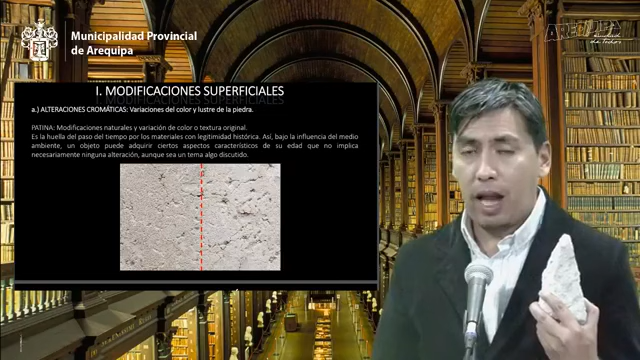 Municipalidad Provincial
de Arequipa
I. MODIFICACIONES SUPERFICIALES
a.) ALTERACIONES CROMÁTICAS: Variaciones del color y lustre de la piedra.
PATINA: Modificaciones naturales y variación de color o textura original.
Es la huella del paso del tiempo por los materiales con legitimidad histórica. Así, bajo la influencia del medio
ambiente, un objeto puede adquirir ciertos aspectos característicos de su edad que no implica
necesariamente ninguna alteración, aunque sea un tema algo discutido.